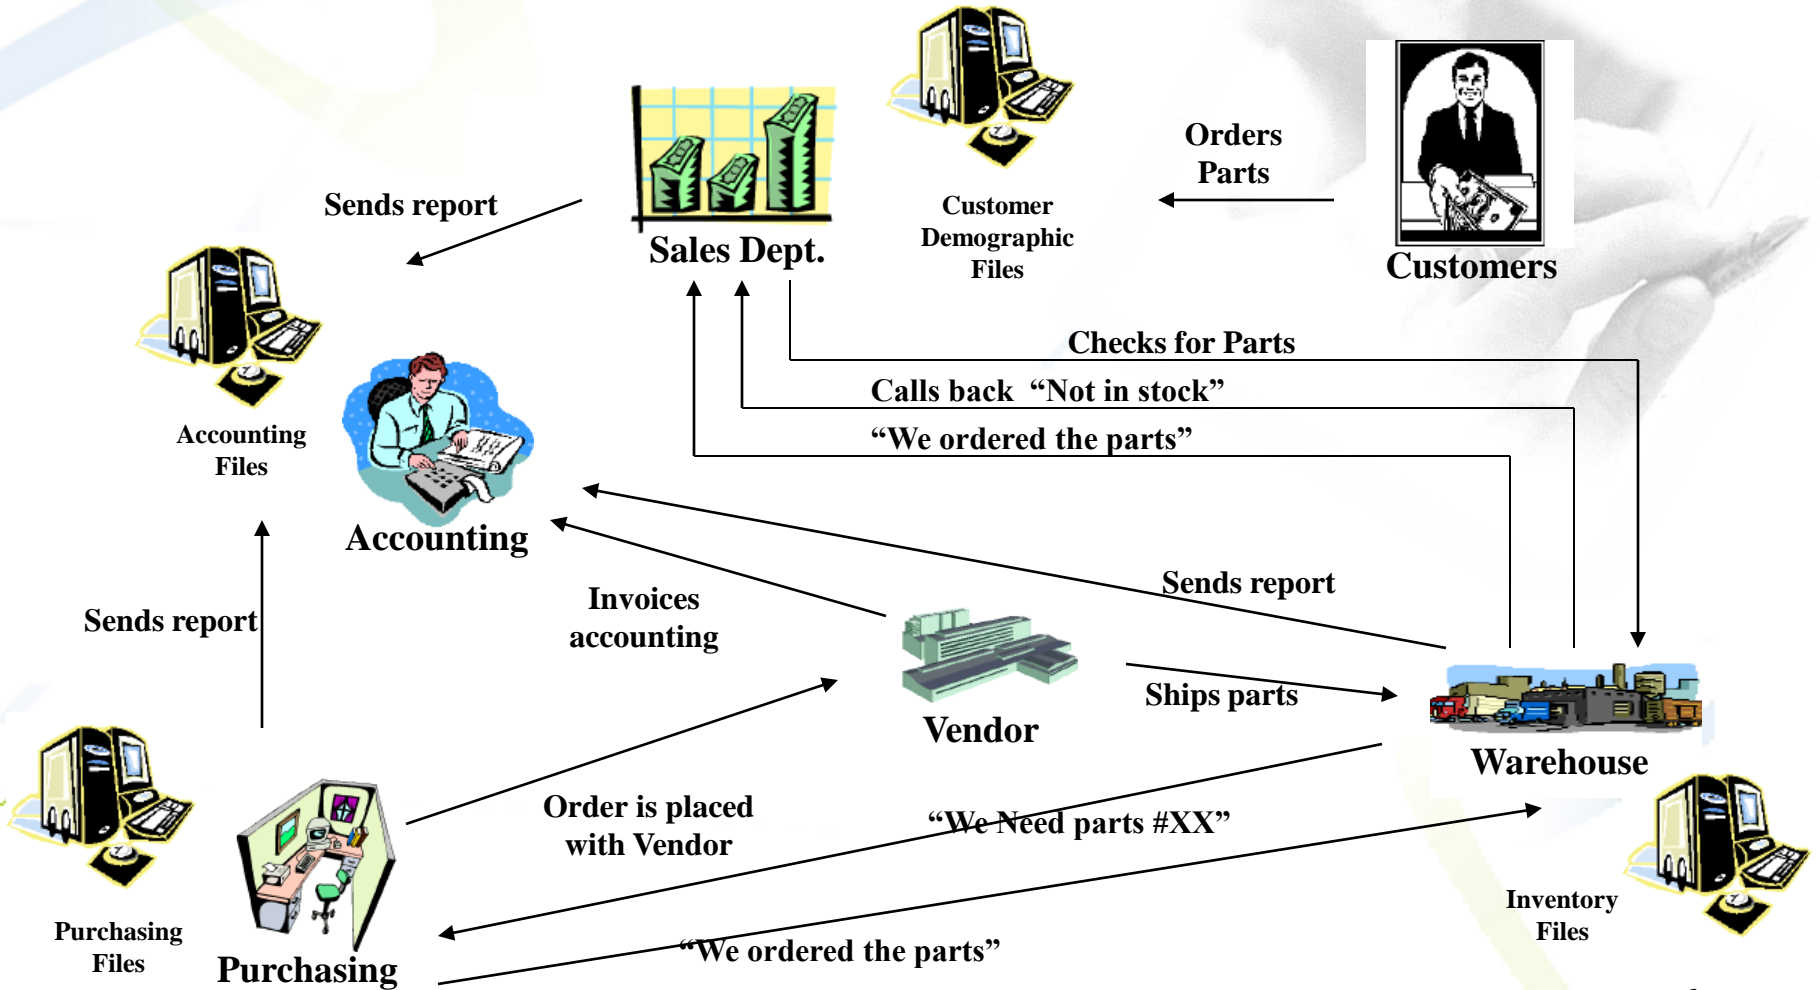 Orders
Parts
Sends report
Customer
Demographic
Files
Sales Dept.
Customers
Checks for Parts
Calls back “Not in stock”
“We ordered the parts”
Accounting
Files
Accounting
Sends report
Invoices
accounting
Sends report
Ships parts
Vendor
Warehouse
Order is placed
with Vendor
“We Need parts #XX”
Inventory
Files
Purchasing
Files
“We ordered the parts”
Purchasing